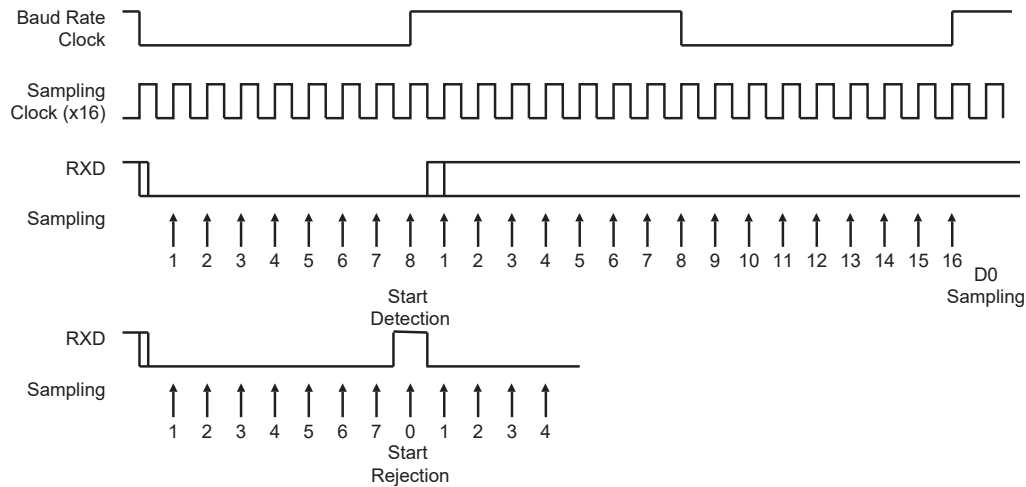 Baud Rate
Clock
Sampling
Clock (x16)
RXD
Sampling
1 2 3 4 5 6 7 8 1 2 3 4 5 6 7 8 9 10 11 12 13 14 15 16
D0
Sampling
Start
Detection
RXD
Sampling
1 2 3 4 5 6 7 0 1 2 3 4
Start
Rejection